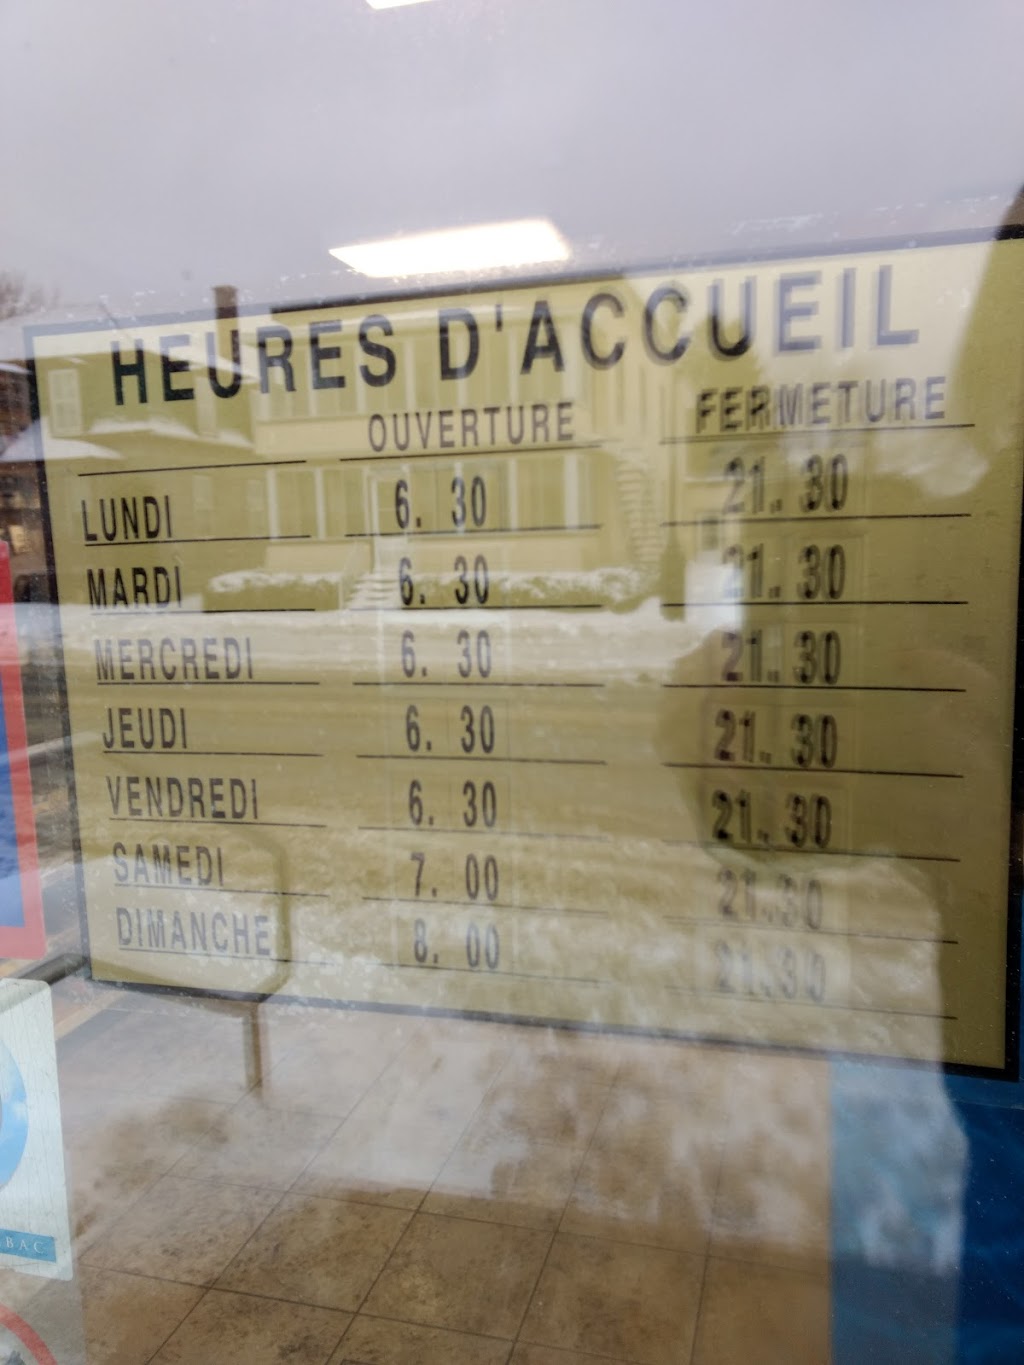 HEURES D'ACCUEIL
OUVERTURE FERMETURE
LUNDI 6. 30 21. 30
MARDI 6. 30 21. 30
MERCREDI 6. 30 21. 30
JEUDI 6. 30 21. 30
VENDREDI 6. 30 21. 30
SAMEDI 7. 00 21.30
DIMANCHE 8. 00 21.30